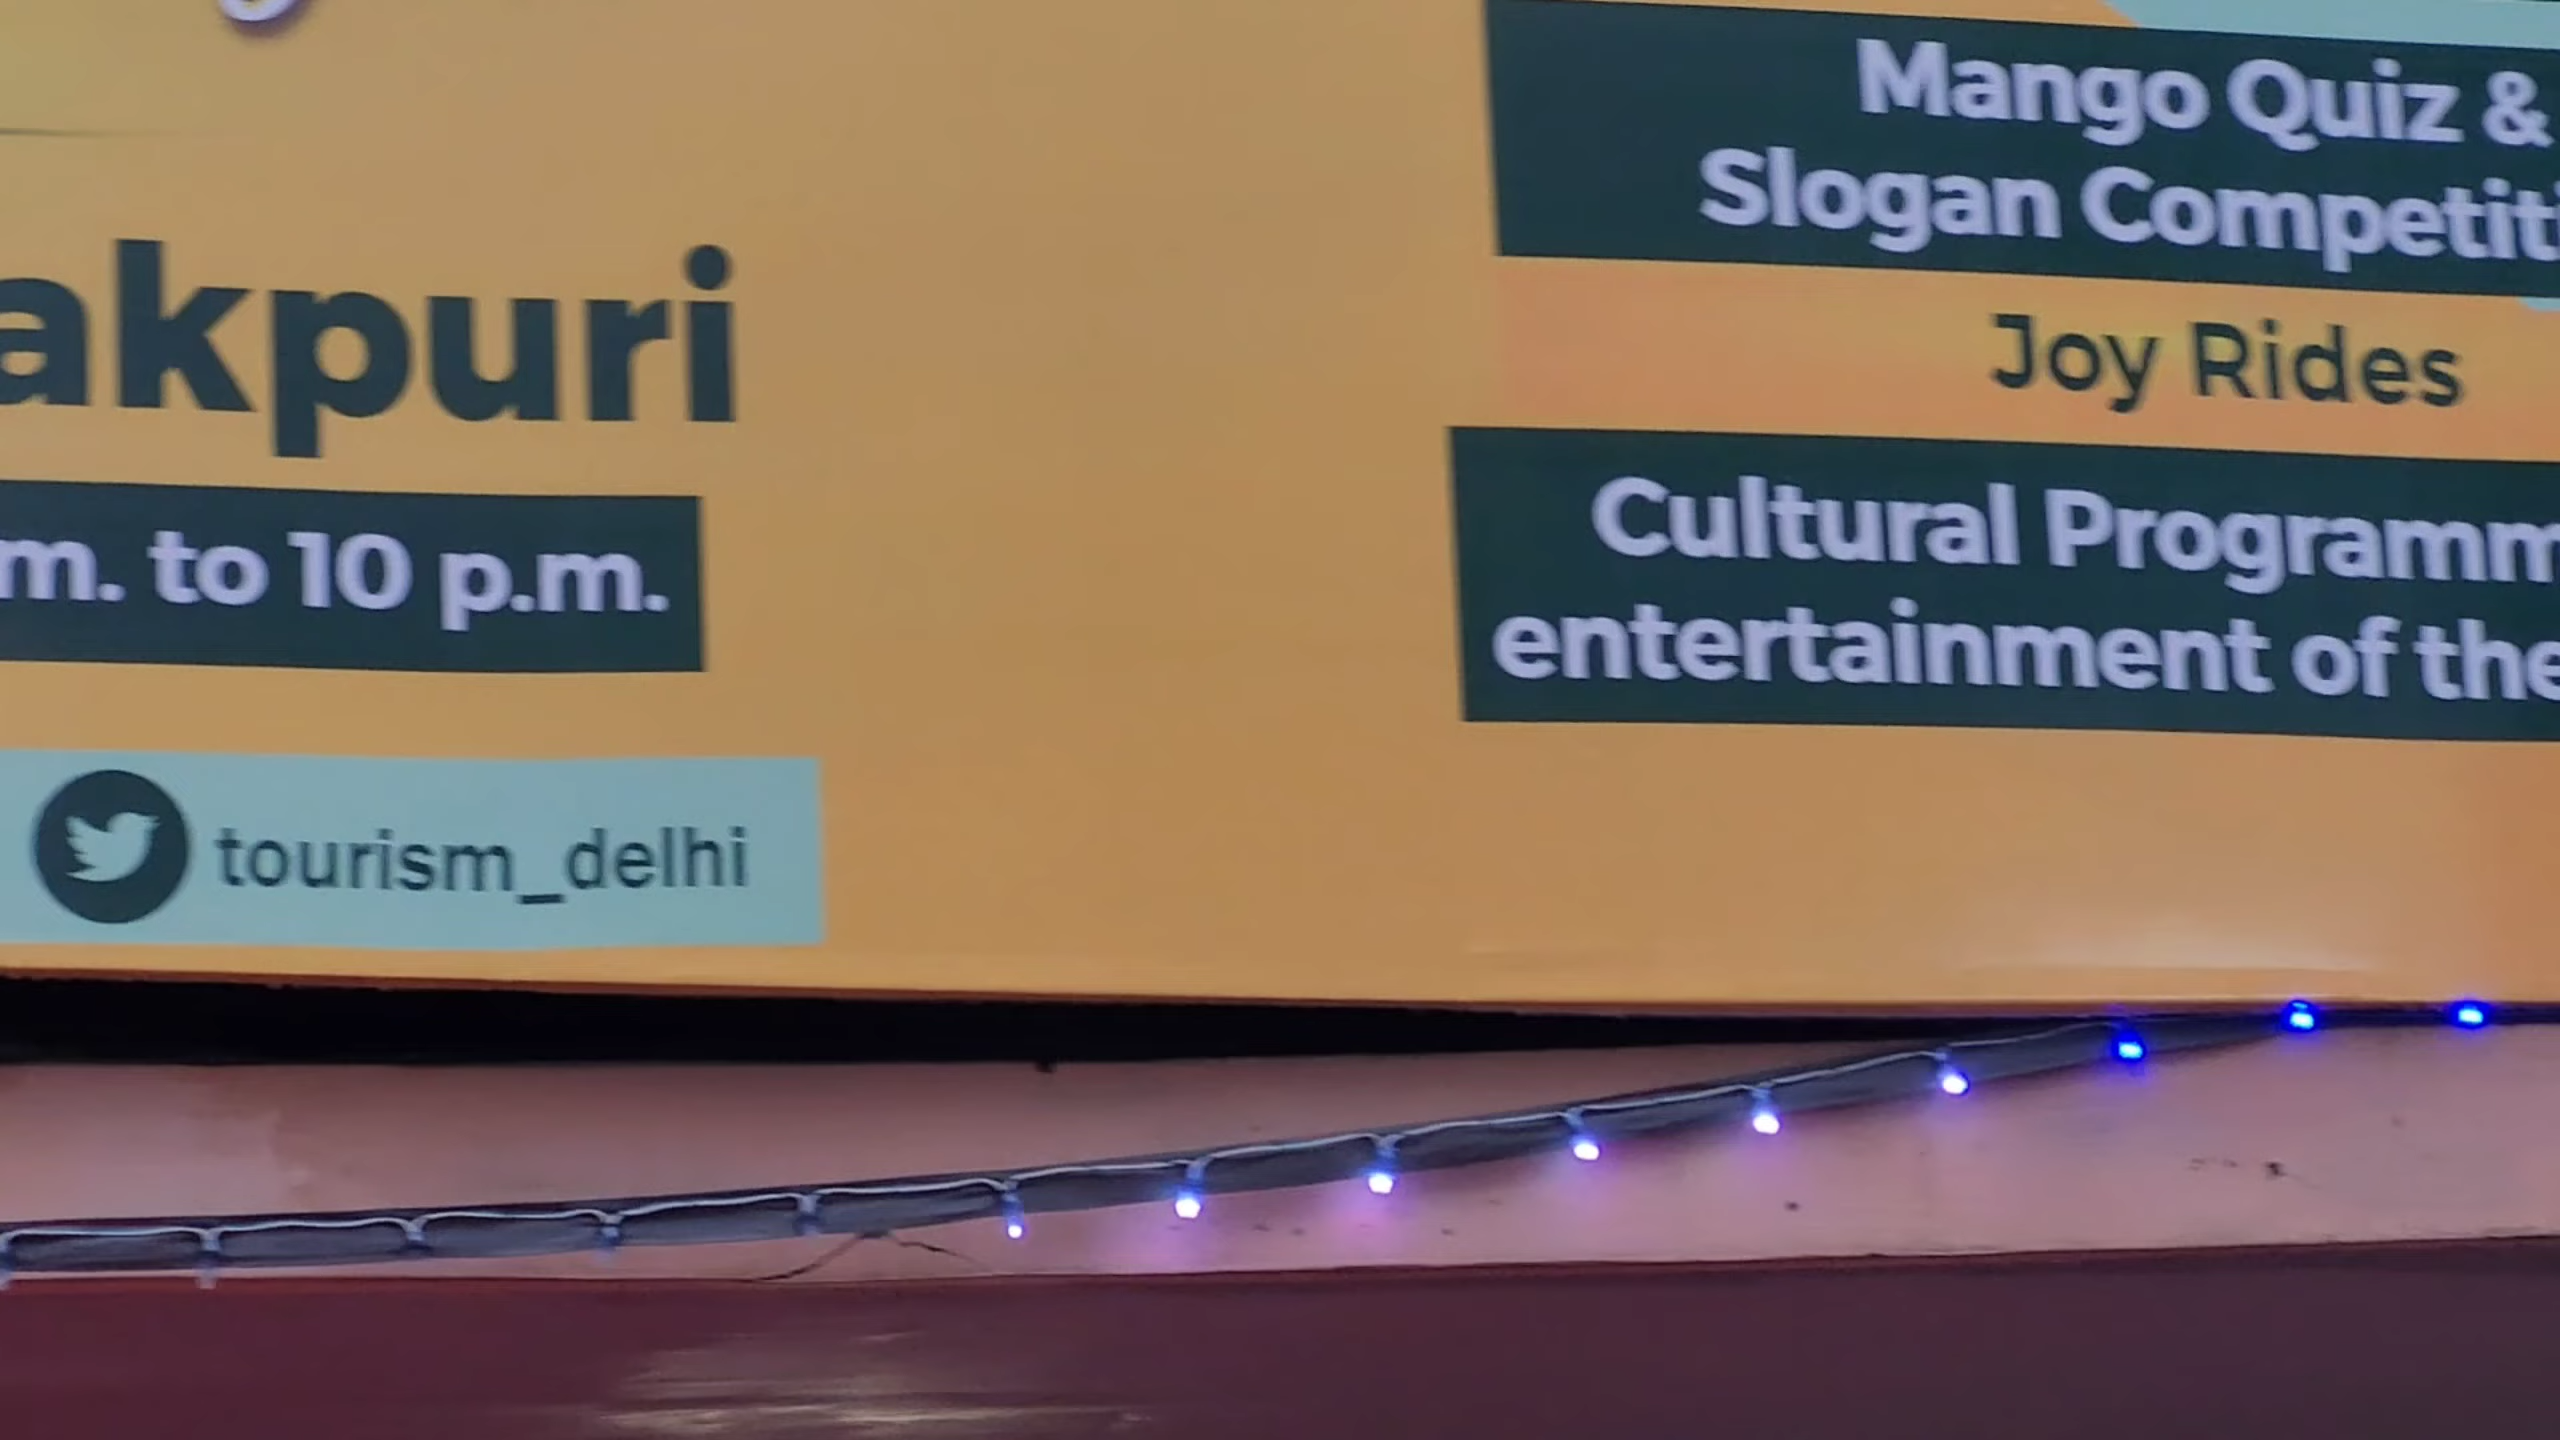 akpuri
m. to 10 p.m.
tourism_delhi
Mango Quiz &
Slogan Competiti
Joy Rides
Cultural Programm
entertainment of the